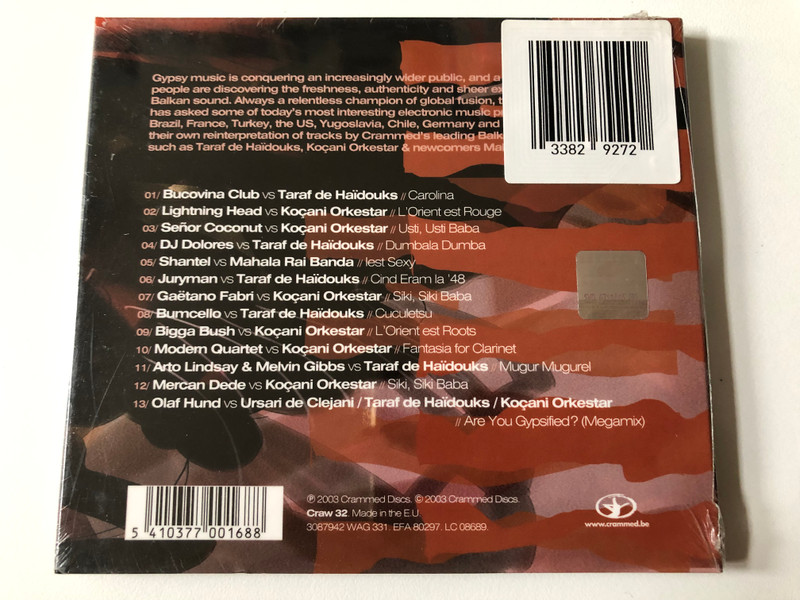 Gypsy music is conquering an increasingly wider public, and a
people are discovering the freshness, authenticity and sheer
Balkan sound. Always a relentless champion of global fusion,
has asked some of today's most interesting electronic music
Brazil, France, Turkey, the US, Yugoslavia, Chile, Germany and
their own reinterpretation of tracks by Crammed's leading
such as Taraf de Haïdouks, Koçani Orkestar & newcomers
3382 9272
01/ Bucovina Club vs Taraf de Haïdouks // Carolina
02/ Lightning Head vs Koçani Orkestar // L'Orient est Rouge
03/ Señor Coconut vs Koçani Orkestar // Usti, Usti Baba
04/ DJ Dolores vs Taraf de Haïdouks // Dumbala Dumba
05/ Shantel vs Mahala Rai Banda // Iest Sexy
06/ Juryman vs Taraf de Haïdouks // Cind Eram la '48
07/ Gaëtano Fabri vs Koçani Orkestar // Siki, Siki Baba
08/ Bumcello vs Taraf de Haïdouks // Cuculetsu
09/ Bigga Bush vs Koçani Orkestar // L'Orient est Roots
10/ Modern Quartet vs Koçani Orkestar // Fantasia for Clarinet
11/ Arto Lindsay & Melvin Gibbs vs Taraf de Haïdouks // Mugur Mugurel
12/ Mercan Dede vs Koçani Orkestar // Siki, Siki Baba
13/ Olaf Hund vs Ursari de Clejani / Taraf de Haïdouks / Koçani Orkestar
// Are You Gypsified? (Megamix)
5 410377 001688
℗ 2003 Crammed Discs. © 2003 Crammed Discs.
Craw 32. Made in the E.U.
3087942 WAG 331. EFA 80297. LC 08689.
www.crammed.be